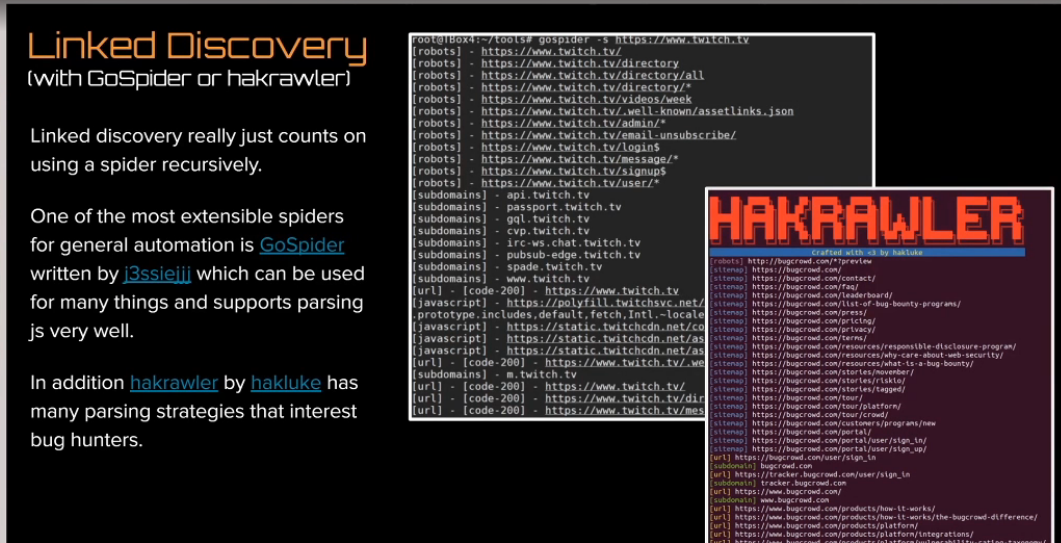 Linked Discovery
(with GoSpider or hakrawler)
Linked discovery really just counts on
using a spider recursively.
One of the most extensible spiders
for general automation is GoSpider
written by j3ssiejjj which can be used
for many things and supports parsing
js very well.
In addition hakrawler by hakluke has
many parsing strategies that interest
bug hunters.
root@TBox4:~/tools# gospider -s https://www.twitch.tv
[robots] - https://www.twitch.tv/
[robots] - https://www.twitch.tv/directory
[robots] - https://www.twitch.tv/directory/all
[robots] - https://www.twitch.tv/directory/*
[robots] - https://www.twitch.tv/videos/week
[robots] - https://www.twitch.tv/.well-known/assetlinks.json
[robots] - https://www.twitch.tv/admin/*
[robots] - https://www.twitch.tv/email-unsubscribe/
[robots] - https://www.twitch.tv/login$
[robots] - https://www.twitch.tv/message/*
[robots] - https://www.twitch.tv/signup$
[robots] - https://www.twitch.tv/user/*
[subdomains] - api.twitch.tv
[subdomains] - passport.twitch.tv
[subdomains] - gql.twitch.tv
[subdomains] - cvp.twitch.tv
[subdomains] - irc-ws.chat.twitch.tv
[subdomains] - pubsub-edge.twitch.tv
[subdomains] - spade.twitch.tv
[subdomains] - www.twitch.tv
[url] - [code-200] - https://www.twitch.tv
[javascript] - https://polyfill.twitchsvc.net/
.prototype.includes,default,fetch,Intl.~locale
[javascript] - https://static.twitchcdn.net/co
[javascript] - https://static.twitchcdn.net/as
[javascript] - https://static.twitchcdn.net/as
[url] - [code-200] - https://www.twitch.tv/.we
[subdomains] - m.twitch.tv
[url] - [code-200] - https://www.twitch.tv/
[url] - [code-200] - https://www.twitch.tv/dir
[url] - [code-200] - https://www.twitch.tv/mes
HAKRAWLER
Crafted with <3 by hakluke
[robots] http://bugcrowd.com/*?preview
[sitemap] https://bugcrowd.com/
[sitemap] https://bugcrowd.com/contact/
[sitemap] https://bugcrowd.com/faq/
[sitemap] https://bugcrowd.com/leaderboard/
[sitemap] https://bugcrowd.com/list-of-bug-bounty-programs/
[sitemap] https://bugcrowd.com/press/
[sitemap] https://bugcrowd.com/pricing/
[sitemap] https://bugcrowd.com/privacy/
[sitemap] https://bugcrowd.com/terms/
[sitemap] https://bugcrowd.com/resources/responsible-disclosure-program/
[sitemap] https://bugcrowd.com/resources/why-care-about-web-security/
[sitemap] https://bugcrowd.com/resources/what-is-a-bug-bounty/
[sitemap] https://bugcrowd.com/stories/movember/
[sitemap] https://bugcrowd.com/stories/riskio/
[sitemap] https://bugcrowd.com/stories/tagged/
[sitemap] https://bugcrowd.com/tour/
[sitemap] https://bugcrowd.com/tour/platform/
[sitemap] https://bugcrowd.com/tour/crowd/
[sitemap] https://bugcrowd.com/customers/programs/new
[sitemap] https://bugcrowd.com/portal/
[sitemap] https://bugcrowd.com/portal/user/sign_in/
[sitemap] https://bugcrowd.com/portal/user/sign_up/
[url] https://bugcrowd.com/user/sign_in
[subdomain] bugcrowd.com
[url] https://tracker.bugcrowd.com/user/sign_in
[subdomain] tracker.bugcrowd.com
[url] https://www.bugcrowd.com/
[subdomain] www.bugcrowd.com
[url] https://www.bugcrowd.com/products/how-it-works/
[url] https://www.bugcrowd.com/products/how-it-works/the-bugcrowd-difference/
[url] https://www.bugcrowd.com/products/platform/
[url] https://www.bugcrowd.com/products/platform/integrations/
[url] https://www.bugcrowd.com/products/platform/vulnerability-rating-taxonomy/